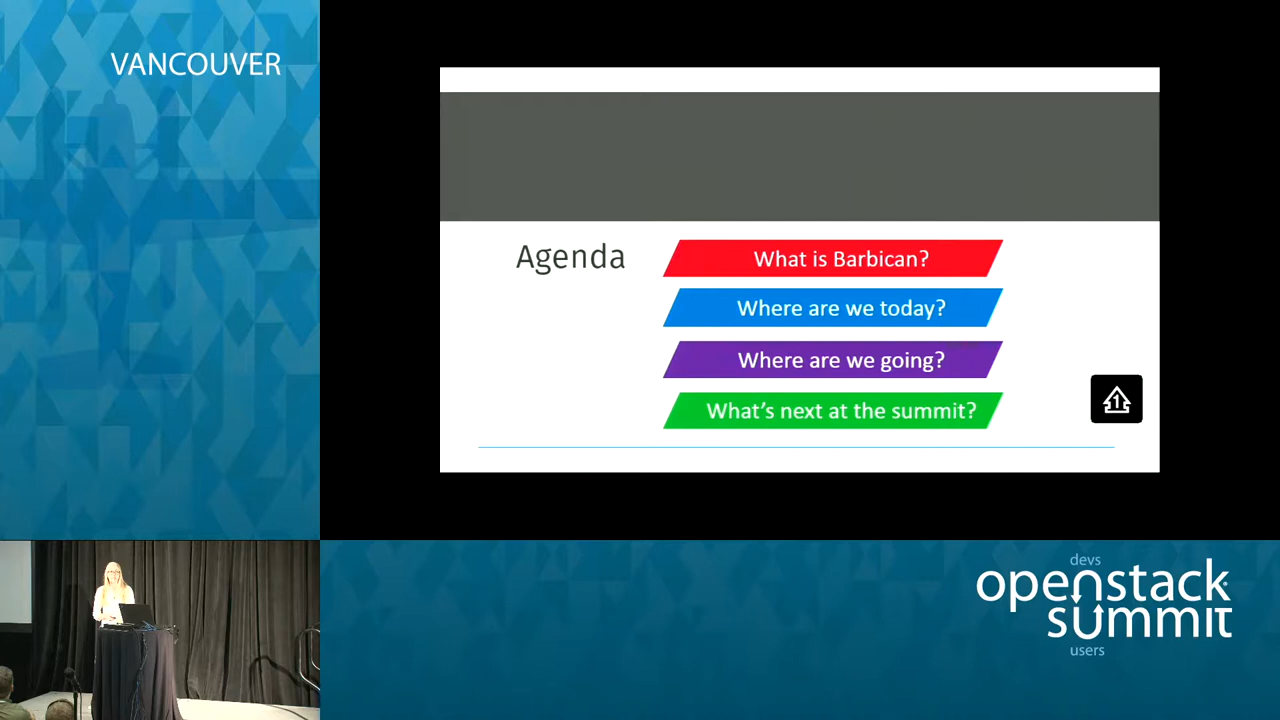 VANCOUVER
Agenda
What is Barbican?
Where are we today?
Where are we going?
What's next at the summit?
1
devs
openstack
summit
users